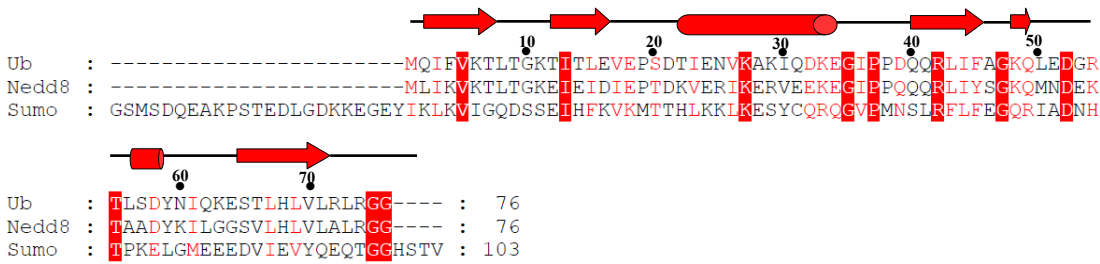 10 20 30 40 50
Ub : -----------------------MQIFVKTLTGKTITLEVEPSDTIENVKAKIQDKEGIPPDQQRLIFAGKQLEDGR
Nedd8 : -----------------------MLIKVKTLTGKEIEIDIEPTDKVERIKERVEEKEGIPPQQQRLIYSGKQMNDEK
Sumo : GSMSDQEAKPSTEDLGDKKEGEYIKLKVIGQDSSEIHFKVKMTTHLKKLKESYCQRQGVPMNSLRFLFEGQRIADNH
60 70
Ub : TLSDYNIQKESTLHLVLRLRGG---- : 76
Nedd8 : TAADYKILGGSVLHLVLALRGG---- : 76
Sumo : TPKELGMEEEDVIEVYQEQTGGHSTV : 103